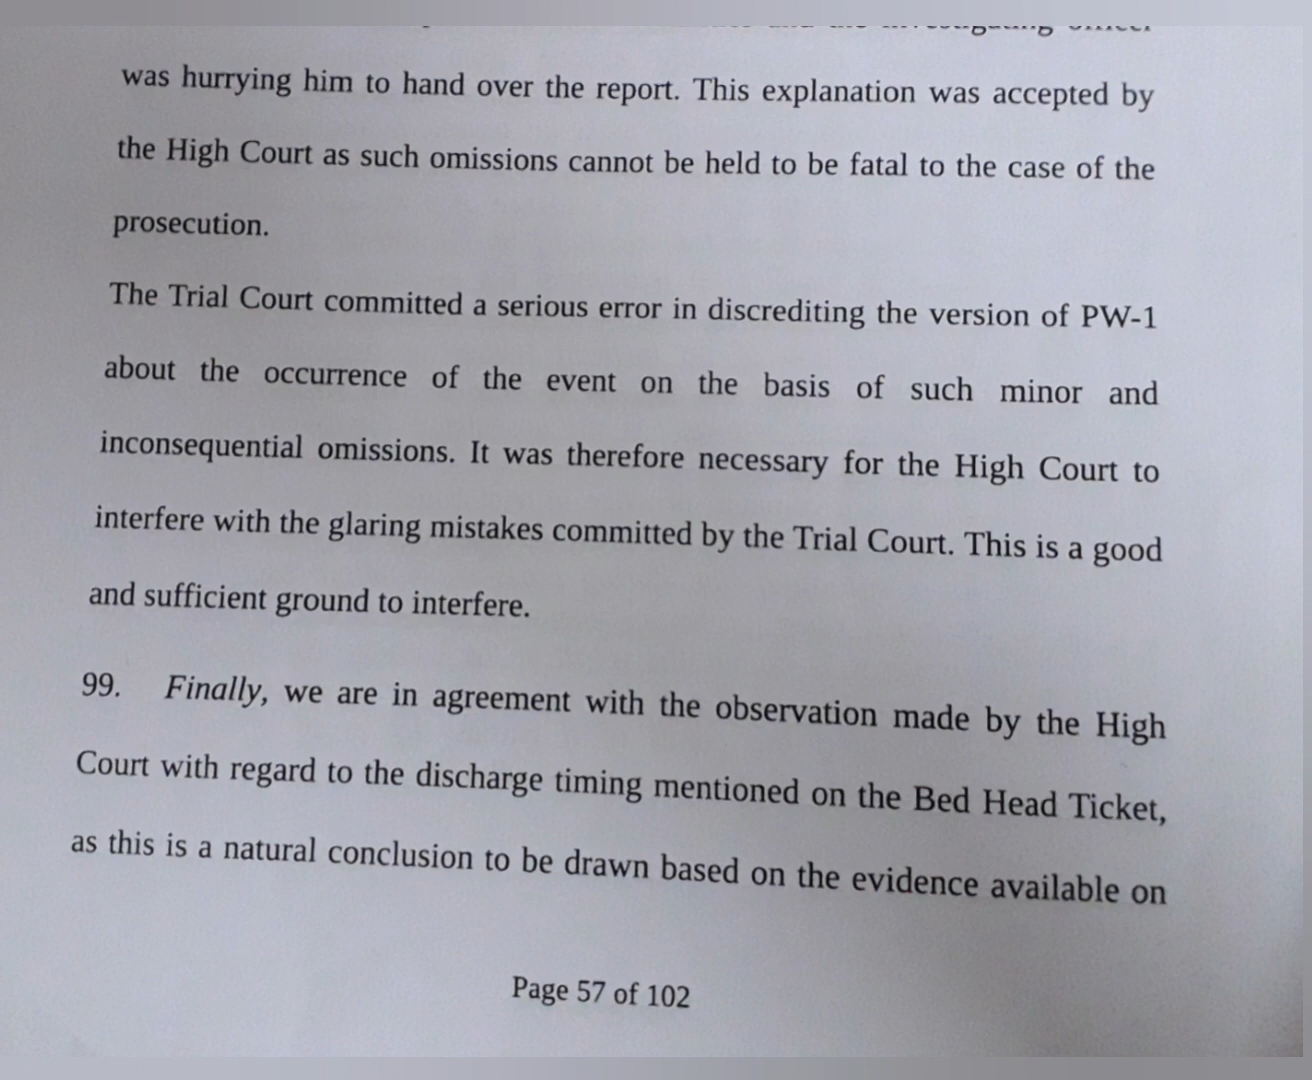 investigating officer
was hurrying him to hand over the report. This explanation was accepted by
the High Court as such omissions cannot be held to be fatal to the case of the
prosecution.
The Trial Court committed a serious error in discrediting the version of PW-1
about the occurrence of the event on the basis of such minor and
inconsequential omissions. It was therefore necessary for the High Court to
interfere with the glaring mistakes committed by the Trial Court. This is a good
and sufficient ground to interfere.
99. Finally, we are in agreement with the observation made by the High
Court with regard to the discharge timing mentioned on the Bed Head Ticket,
as this is a natural conclusion to be drawn based on the evidence available on
Page 57 of 102